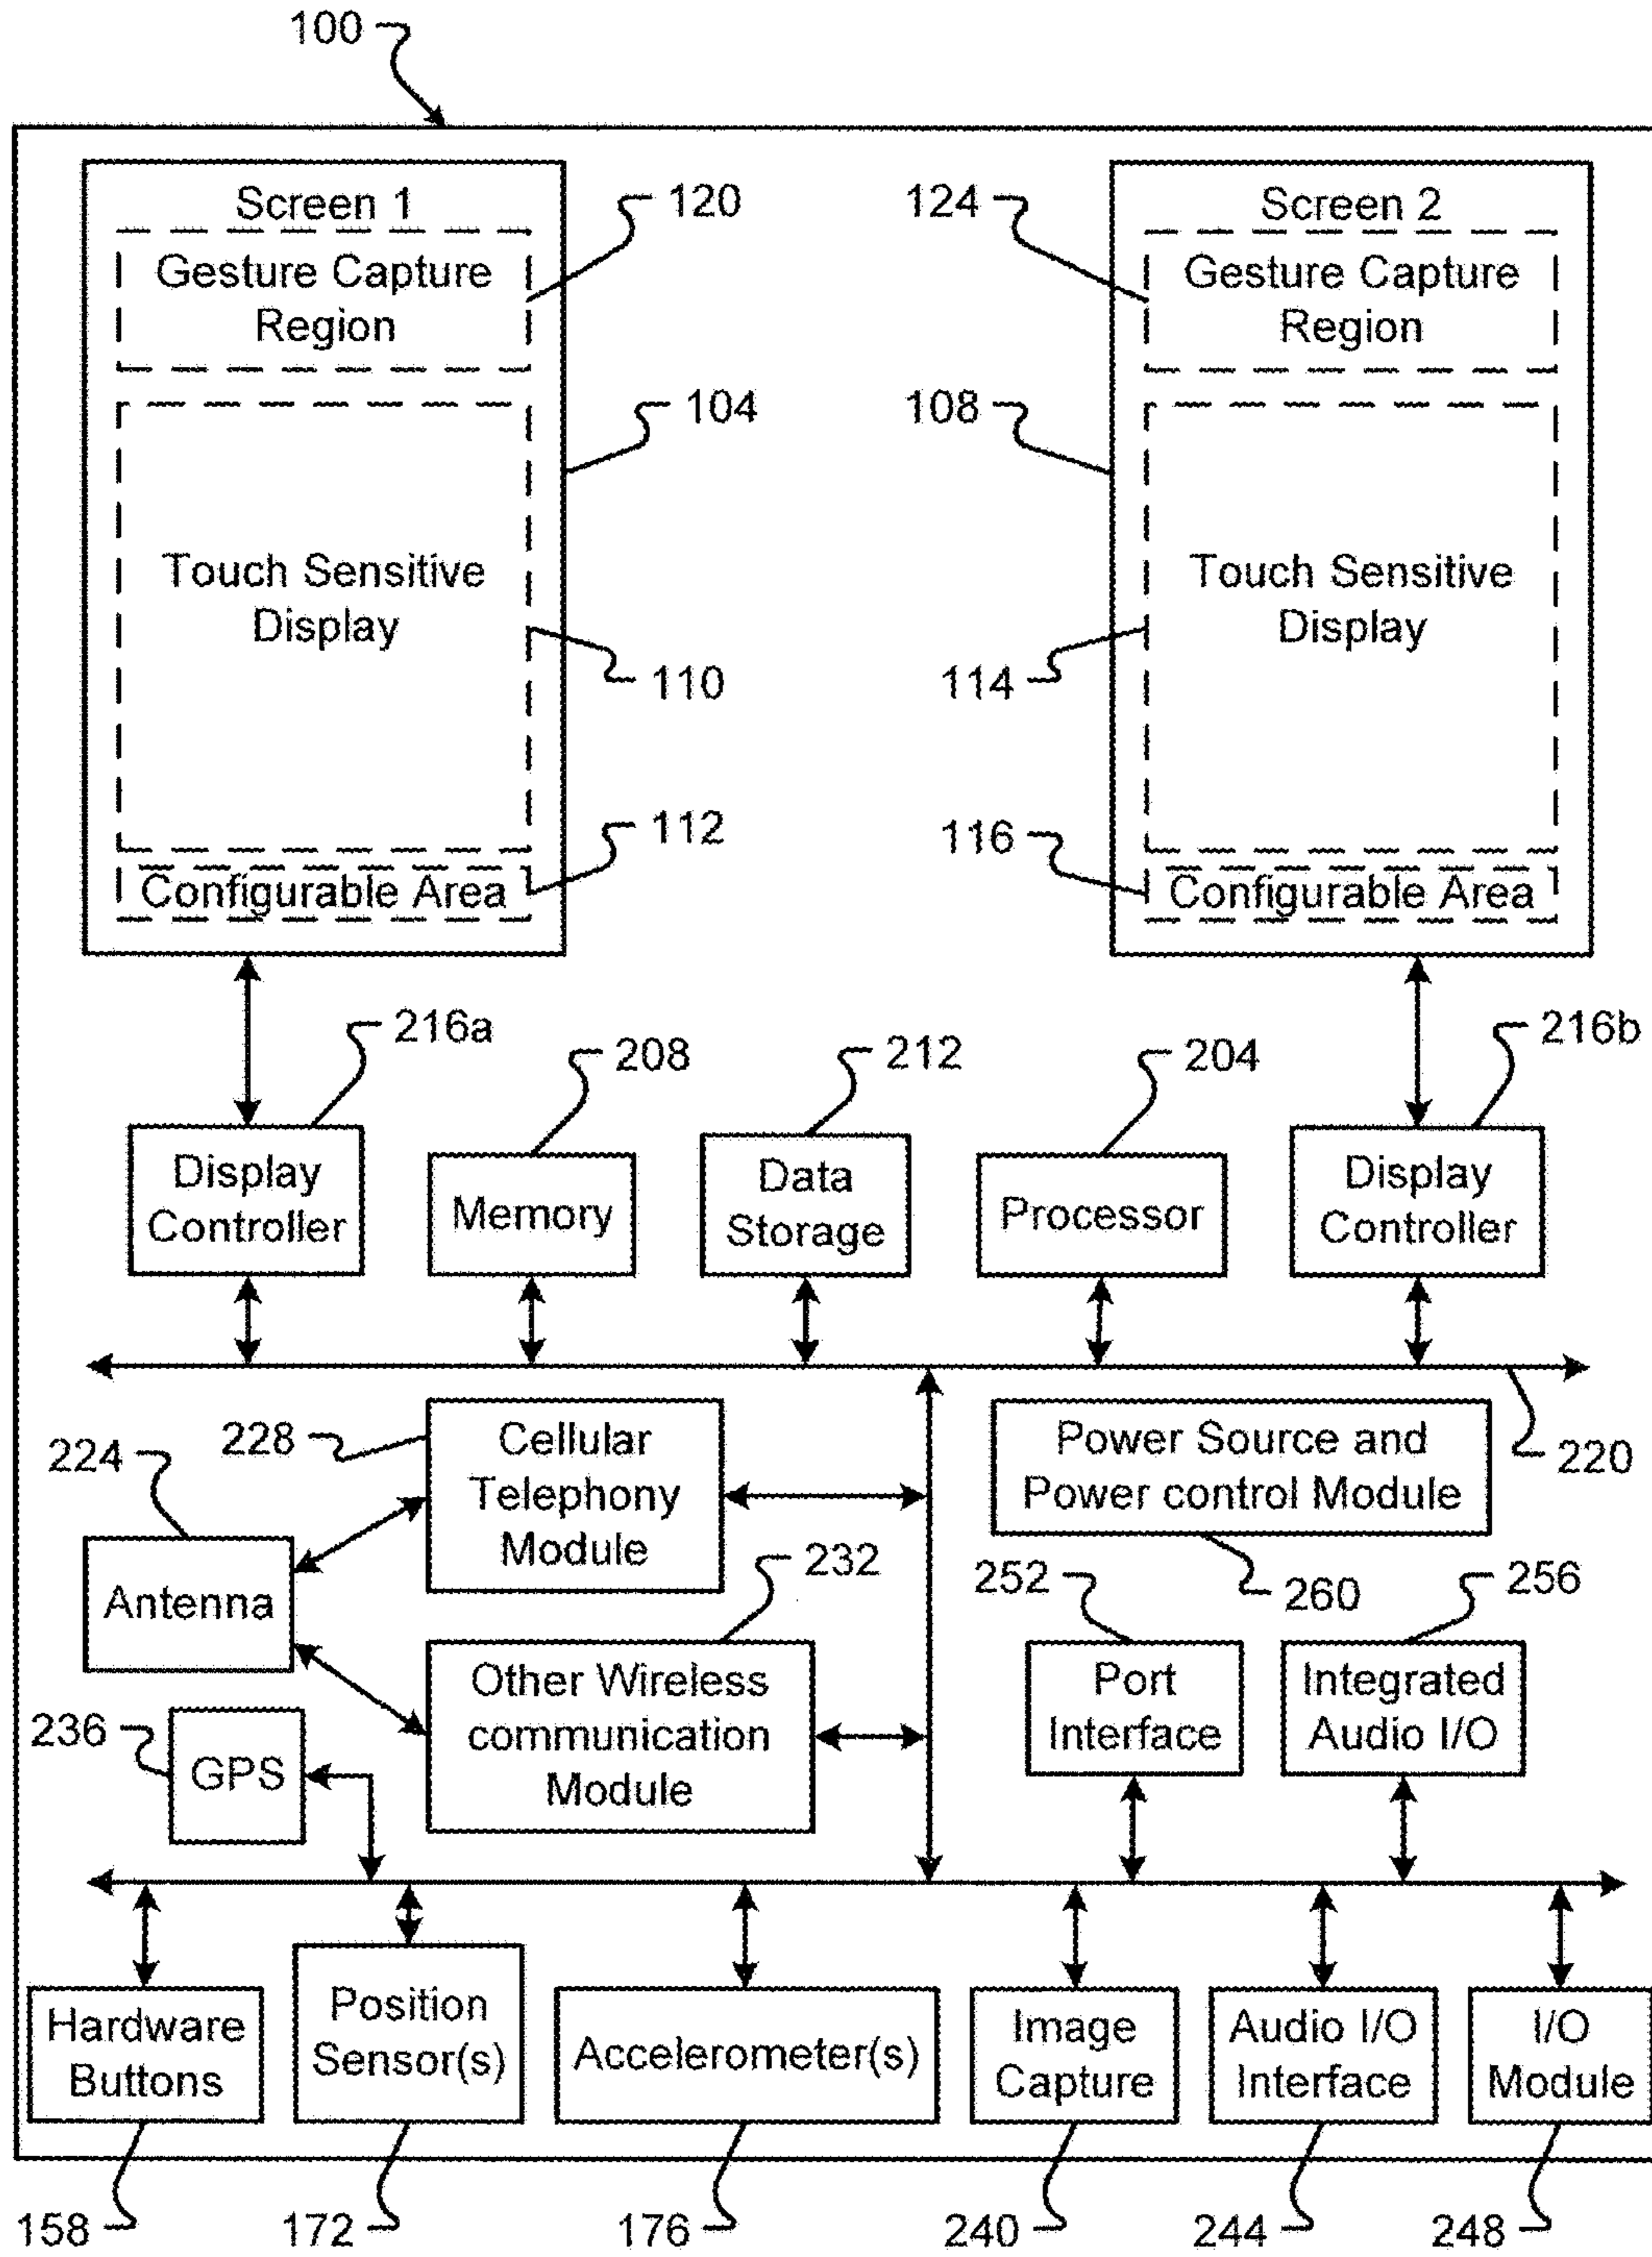 100
Screen 1
Gesture Capture
Region
120
104
Touch Sensitive
Display
110
112
Configurable Area
Screen 2
124
Gesture Capture
Region
108
Touch Sensitive
Display
114
116
Configurable Area
216a
208
212
204
216b
Display
Controller
Memory
Data
Storage
Processor
Display
Controller
220
228
Cellular
Telephony
Module
Power Source and
Power control Module
260
224
Antenna
232
Other Wireless
communication
Module
252
Port
Interface
256
Integrated
Audio I/O
236
GPS
Hardware
Buttons
Position
Sensor(s)
Accelerometer(s)
Image
Capture
Audio I/O
Interface
I/O
Module
158
172
176
240
244
248